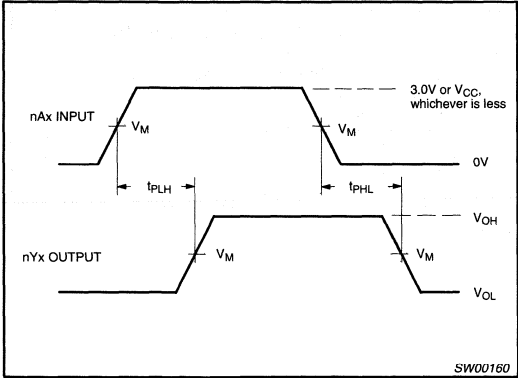 3.0V or VCC,
whichever is less
nAx INPUT
VM
VM
0V
tPLH
tPHL
VOH
nYx OUTPUT
VM
VM
VOL
SW00160